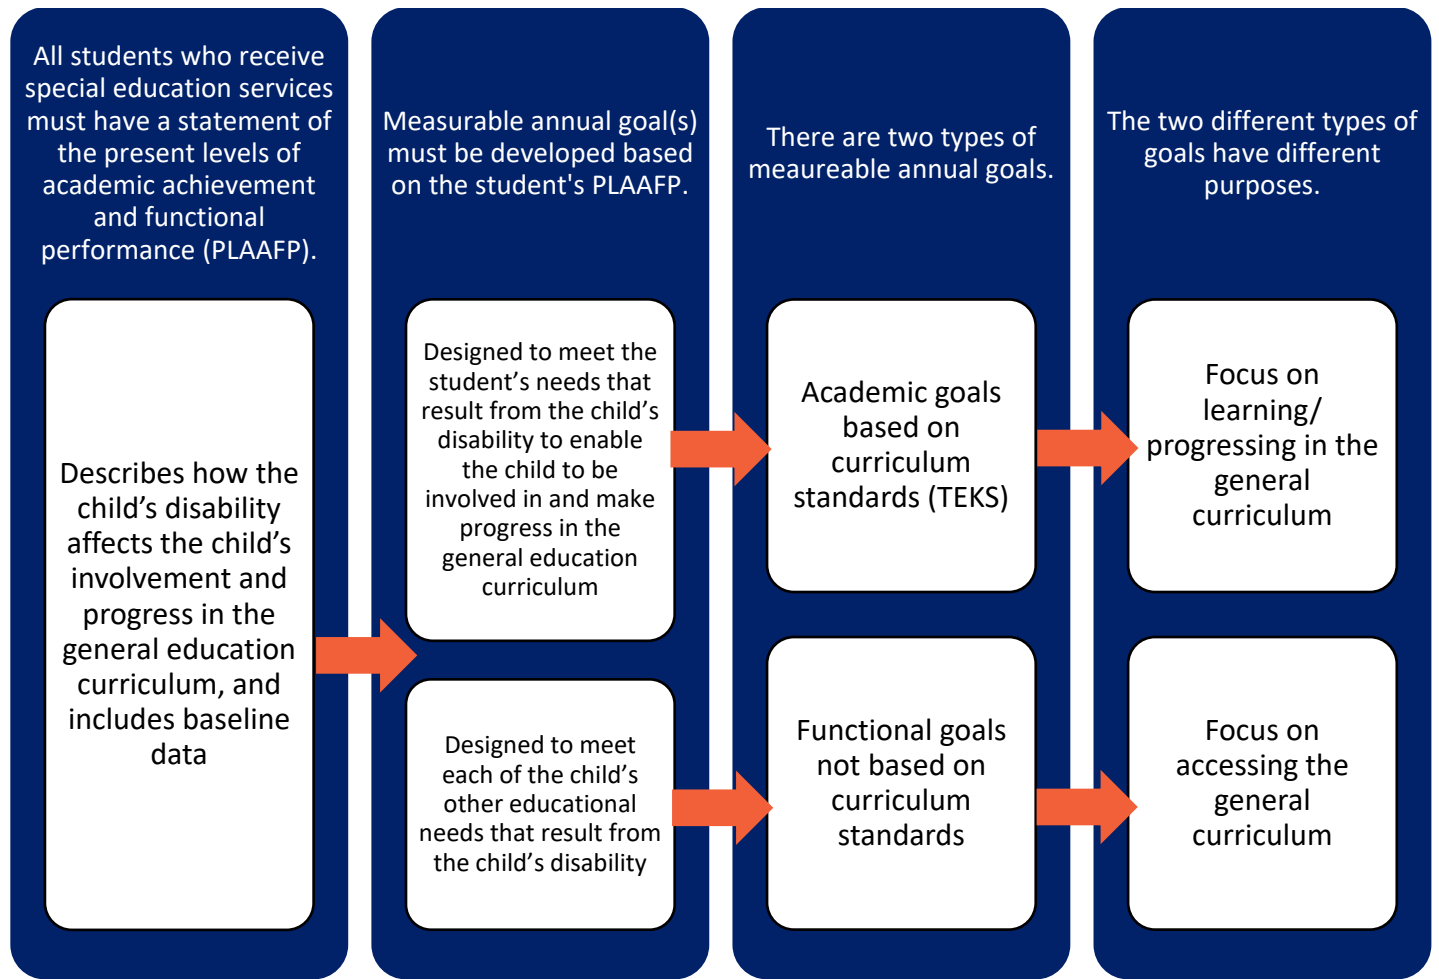 All students who receive
special education services
must have a statement of
the present levels of
academic achievement
and functional
performance (PLAAFP).
Describes how the
child’s disability
affects the child’s
involvement and
progress in the
general education
curriculum, and
includes baseline
data
Measurable annual goal(s)
must be developed based
on the student's PLAAFP.
Designed to meet the
student’s needs that
result from the child’s
disability to enable
the child to be
involved in and make
progress in the
general education
curriculum
Designed to meet
each of the child’s
other educational
needs that result from
the child’s disability
There are two types of
meaureable annual goals.
Academic goals
based on
curriculum
standards (TEKS)
Functional goals
not based on
curriculum
standards
The two different types of
goals have different
purposes.
Focus on
learning/
progressing in the
general
curriculum
Focus on
accessing the
general
curriculum